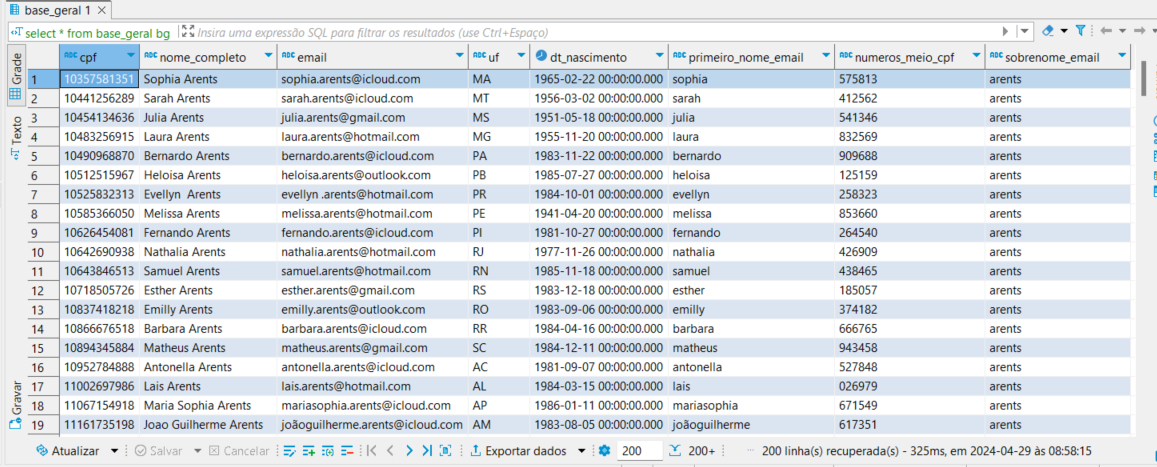 base_geral 1
select * from base_geral bg Insira uma expressão SQL para filtrar os resultados (use Ctrl+Espaço)
Grade
Texto
Gravar
ABC cpf ABC nome_completo ABC email ABC uf dt_nascimento ABC primeiro_nome_email ABC numeros_meio_cpf ABC sobrenome_email
1 10357581351 Sophia Arents sophia.arents@icloud.com MA 1965-02-22 00:00:00.000 sophia 575813 arents
2 10441256289 Sarah Arents sarah.arents@icloud.com MT 1956-03-02 00:00:00.000 sarah 412562 arents
3 10454134636 Julia Arents julia.arents@gmail.com MS 1951-05-18 00:00:00.000 julia 541346 arents
4 10483256915 Laura Arents laura.arents@hotmail.com MG 1955-11-20 00:00:00.000 laura 832569 arents
5 10490968870 Bernardo Arents bernardo.arents@icloud.com PA 1983-11-22 00:00:00.000 bernardo 909688 arents
6 10512515967 Heloisa Arents heloisa.arents@outlook.com PB 1985-07-27 00:00:00.000 heloisa 125159 arents
7 10525832313 Evellyn  Arents evellyn .arents@hotmail.com PR 1984-10-01 00:00:00.000 evellyn 258323 arents
8 10585366050 Melissa Arents melissa.arents@hotmail.com PE 1941-04-20 00:00:00.000 melissa 853660 arents
9 10626454081 Fernando Arents fernando.arents@icloud.com PI 1981-10-27 00:00:00.000 fernando 264540 arents
10 10642690938 Nathalia Arents nathalia.arents@hotmail.com RJ 1977-11-26 00:00:00.000 nathalia 426909 arents
11 10643846513 Samuel Arents samuel.arents@hotmail.com RN 1985-11-18 00:00:00.000 samuel 438465 arents
12 10718505726 Esther Arents esther.arents@gmail.com RS 1983-12-18 00:00:00.000 esther 185057 arents
13 10837418218 Emilly Arents emilly.arents@outlook.com RO 1983-09-06 00:00:00.000 emilly 374182 arents
14 10866676518 Barbara Arents barbara.arents@icloud.com RR 1984-04-16 00:00:00.000 barbara 666765 arents
15 10894345884 Matheus Arents matheus.arents@gmail.com SC 1984-12-11 00:00:00.000 matheus 943458 arents
16 10952784888 Antonella Arents antonella.arents@icloud.com AC 1981-09-07 00:00:00.000 antonella 527848 arents
17 11002697986 Lais Arents lais.arents@hotmail.com AL 1984-03-15 00:00:00.000 lais 026979 arents
18 11067154918 Maria Sophia Arents mariasophia.arents@icloud.com AP 1986-01-11 00:00:00.000 mariasophia 671549 arents
19 11161735198 Joao Guilherme Arents joãoguilherme.arents@icloud.com AM 1983-08-05 00:00:00.000 joãoguilherme 617351 arents
Atualizar Salvar Cancelar Exportar dados 200 200+ 200 linha(s) recuperada(s) - 325ms, em 2024-04-29 às 08:58:15